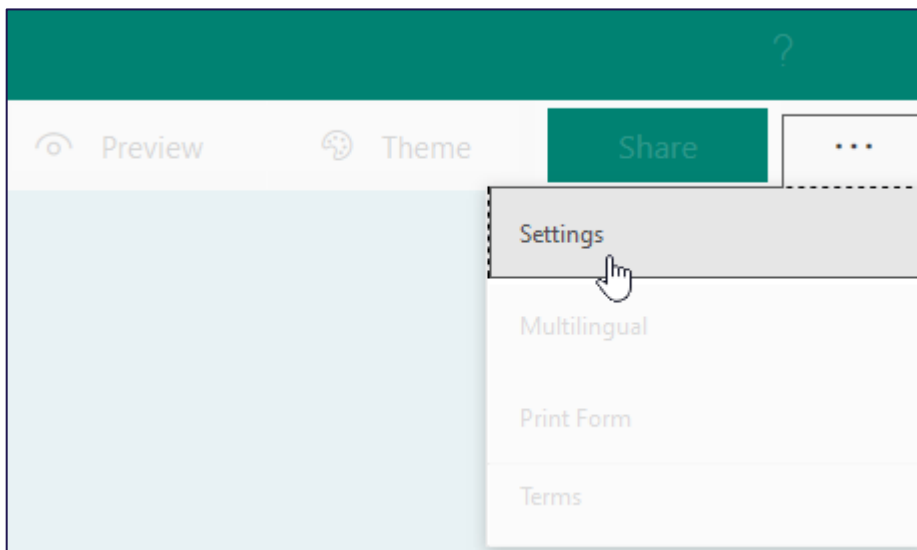 ?
Preview Theme Share ...
Settings
Multilingual
Print Form
Terms